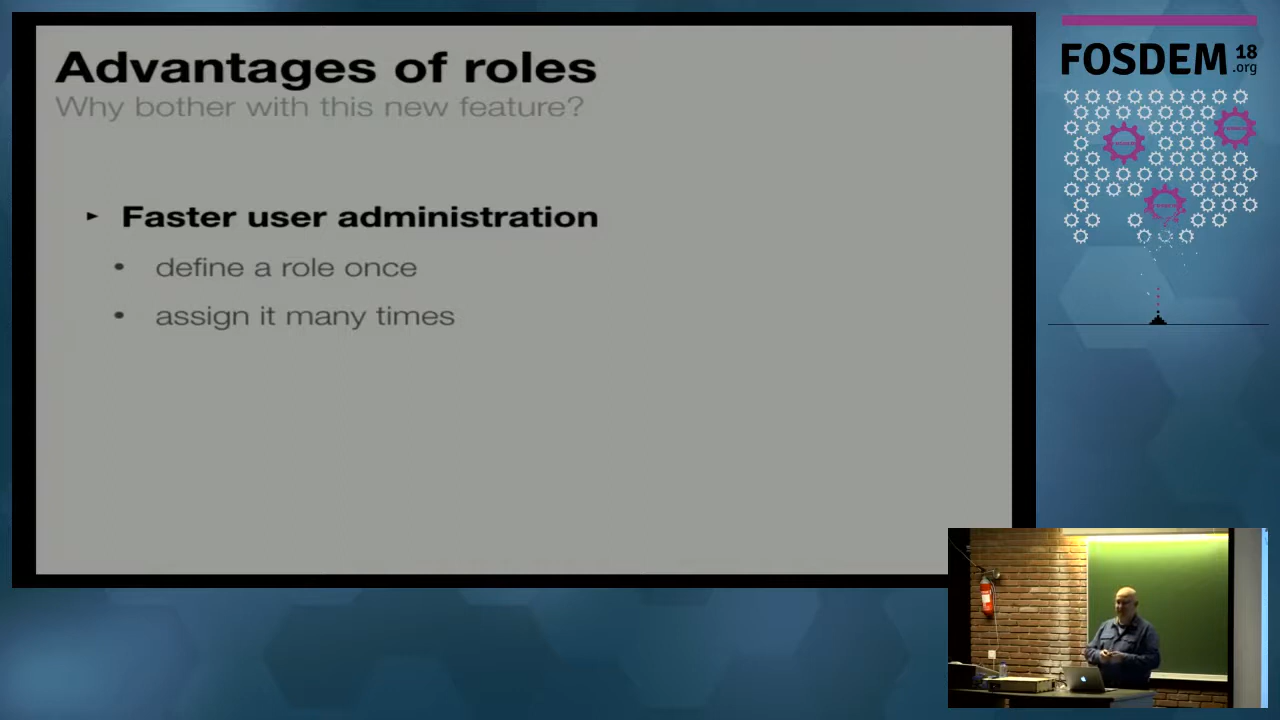 Advantages of roles
Why bother with this new feature?
► Faster user administration
• define a role once
• assign it many times
FOSDEM 18
.org